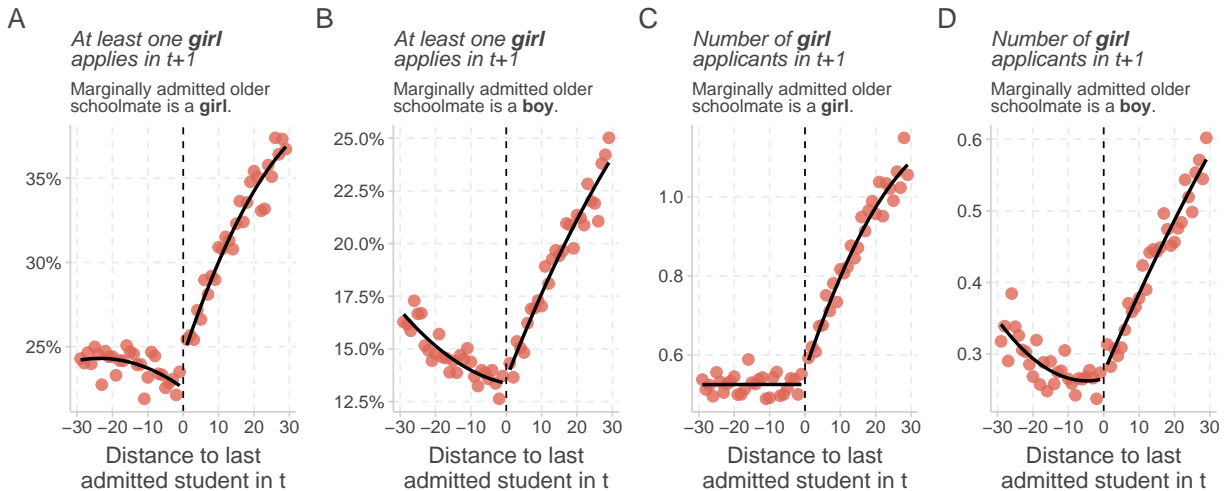 A
At least one girl
applies in t+1
Marginally admitted older
schoolmate is a girl.
35%
30%
25%
−30 −20 −10 0 10 20 30
Distance to last
admitted student in t
B
At least one girl
applies in t+1
Marginally admitted older
schoolmate is a boy.
25.0%
22.5%
20.0%
17.5%
15.0%
12.5%
−30 −20 −10 0 10 20 30
Distance to last
admitted student in t
C
Number of girl
applicants in t+1
Marginally admitted older
schoolmate is a girl.
1.0
0.8
0.6
−30 −20 −10 0 10 20 30
Distance to last
admitted student in t
D
Number of girl
applicants in t+1
Marginally admitted older
schoolmate is a boy.
0.6
0.5
0.4
0.3
−30 −20 −10 0 10 20 30
Distance to last
admitted student in t